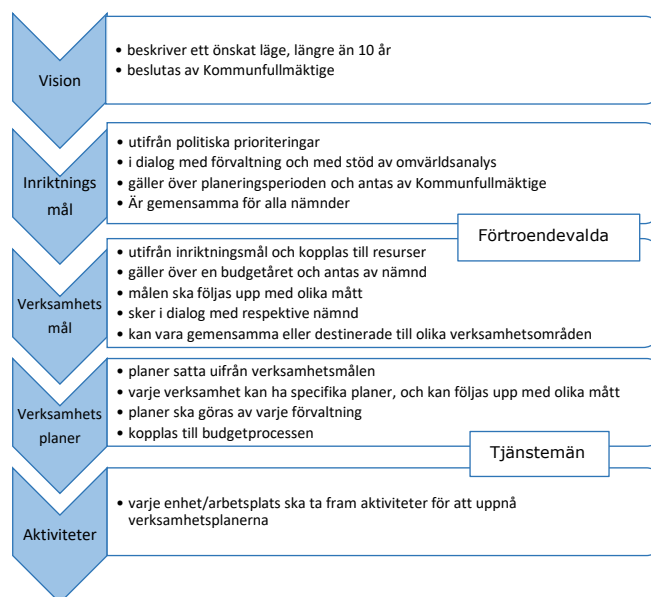 Vision
• beskriver ett önskat läge, längre än 10 år
• beslutas av Kommunfullmäktige
Inriktnings
mål
• utifrån politiska prioriteringar
• i dialog med förvaltning och med stöd av omvärldsanalys
• gäller över planeringsperioden och antas av Kommunfullmäktige
• Är gemensamma för alla nämnder
Förtroendevalda
Verksamhets
mål
• utifrån inriktningsmål och kopplas till resurser
• gäller över en budgetåret och antas av nämnd
• målen ska följas upp med olika mått
• sker i dialog med respektive nämnd
• kan vara gemensamma eller destinerade till olika verksamhetsområden
Verksamhets
planer
• planer satta uifrån verksamhetsmålen
• varje verksamhet kan ha specifika planer, och kan följas upp med olika mått
• planer ska göras av varje förvaltning
• kopplas till budgetprocessen
Tjänstemän
Aktiviteter
• varje enhet/arbetsplats ska ta fram aktiviteter för att uppnå
verksamhetsplanerna